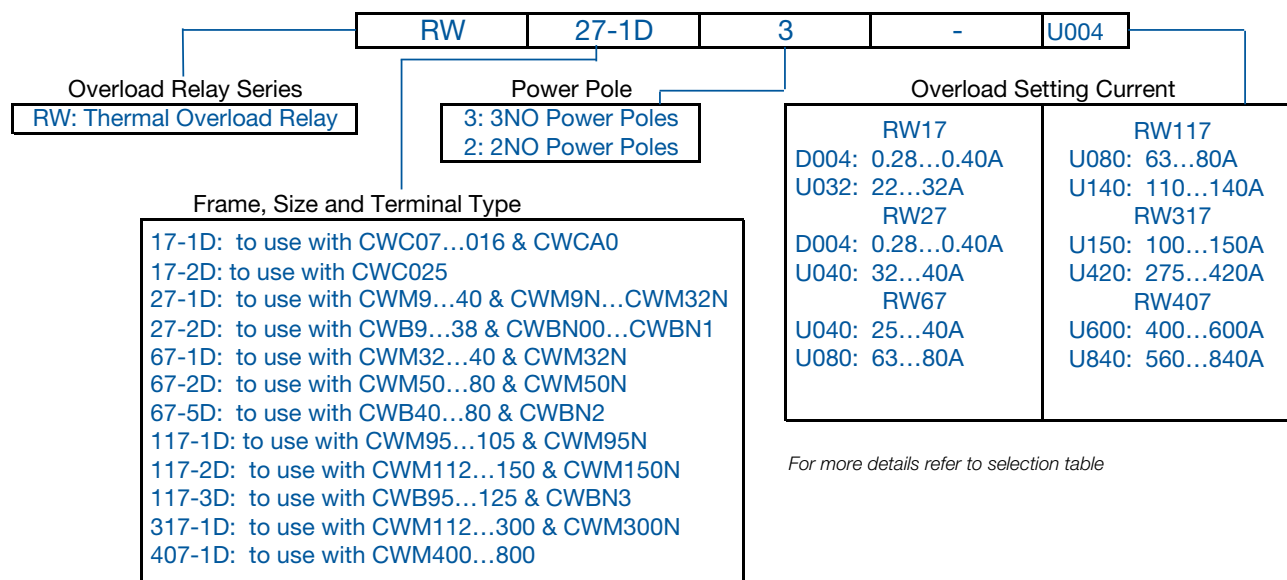 RW 27-1D 3 - U004
Overload Relay Series
RW: Thermal Overload Relay
Power Pole
3: 3NO Power Poles
2: 2NO Power Poles
Frame, Size and Terminal Type
17-1D: to use with CWC07…016 & CWCA0
17-2D: to use with CWC025
27-1D: to use with CWM9…40 & CWM9N…CWM32N
27-2D: to use with CWB9…38 & CWBN00…CWBN1
67-1D: to use with CWM32…40 & CWM32N
67-2D: to use with CWM50…80 & CWM50N
67-5D: to use with CWB40…80 & CWBN2
117-1D: to use with CWM95…105 & CWM95N
117-2D: to use with CWM112…150 & CWM150N
117-3D: to use with CWB95…125 & CWBN3
317-1D: to use with CWM112…300 & CWM300N
407-1D: to use with CWM400…800
Overload Setting Current
RW17
D004: 0.28…0.40A
U032: 22…32A
RW27
D004: 0.28…0.40A
U040: 32…40A
RW67
U040: 25…40A
U080: 63…80A
RW117
U080: 63…80A
U140: 110…140A
RW317
U150: 100…150A
U420: 275…420A
RW407
U600: 400…600A
U840: 560…840A
For more details refer to selection table